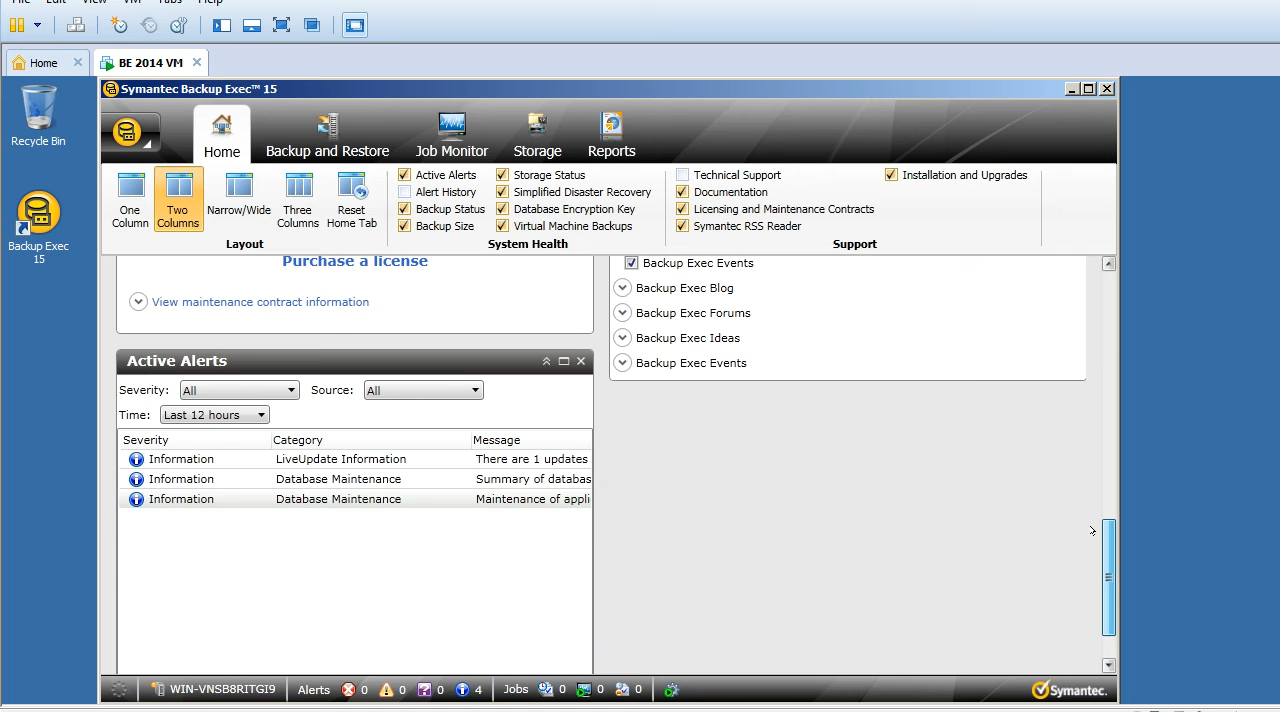 File Edit View VM Tabs Help
Home
BE 2014 VM
Recycle Bin
Backup Exec
15
Symantec Backup Exec™ 15
Home
Backup and Restore
Job Monitor
Storage
Reports
One
Column
Two
Columns
Narrow/Wide
Three
Columns
Reset
Home Tab
Layout
Active Alerts
Alert History
Backup Status
Backup Size
Storage Status
Simplified Disaster Recovery
Database Encryption Key
Virtual Machine Backups
System Health
Technical Support
Documentation
Licensing and Maintenance Contracts
Symantec RSS Reader
Installation and Upgrades
Support
Purchase a license
View maintenance contract information
Backup Exec Events
Backup Exec Blog
Backup Exec Forums
Backup Exec Ideas
Backup Exec Events
Active Alerts
Severity: All Source: All
Time: Last 12 hours
Severity Category Message
Information LiveUpdate Information There are 1 updates
Information Database Maintenance Summary of databas
Information Database Maintenance Maintenance of appli
WIN-VNSB8RITGI9 Alerts 0 0 0 4 Jobs 0 0 0
Symantec.